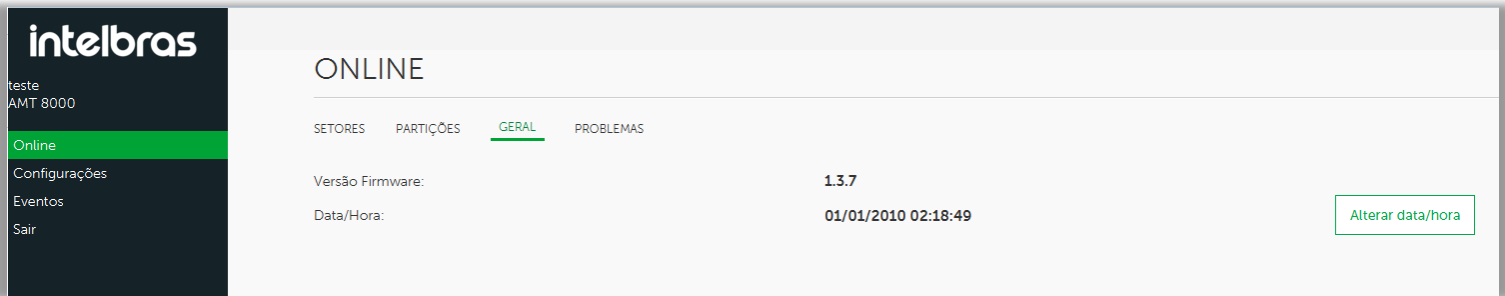 intelbras
teste
AMT 8000
Online
Configurações
Eventos
Sair
ONLINE
SETORES PARTIÇÕES GERAL PROBLEMAS
Versão Firmware: 1.3.7
Data/Hora: 01/01/2010 02:18:49 Alterar data/hora